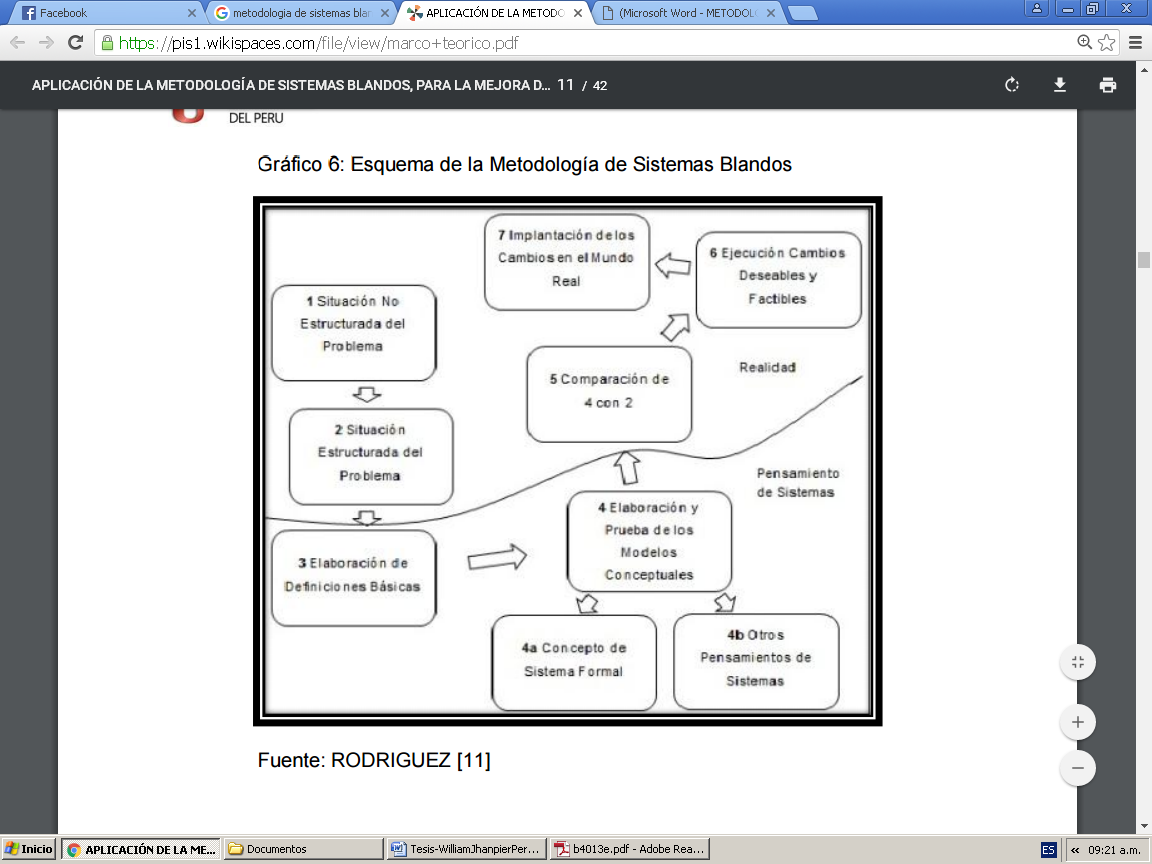 Facebook
metodologia de sistemas blan
APLICACIÓN DE LA METODO
(Microsoft Word - METODOL
https://pis1.wikispaces.com/file/view/marco+teorico.pdf
APLICACIÓN DE LA METODOLOGÍA DE SISTEMAS BLANDOS, PARA LA MEJORA D... 11 / 42
DEL PERU
Gráfico 6: Esquema de la Metodología de Sistemas Blandos
7 Implantación de los
Cambios en el Mundo
Real
6 Ejecución Cambios
Deseables y
Factibles
1 Situación No
Estructurada del
Problema
5 Comparación de
4 con 2
Realidad
2 Situación
Estructurada del
Problema
Pensamiento
de Sistemas
4 Elaboración y
Prueba de los
Modelos
Conceptuales
3 Elaboración de
Definiciones Básicas
4a Concepto de
Sistema Formal
4b Otros
Pensamientos de
Sistemas
Fuente: RODRIGUEZ [11]
Inicio
APLICACIÓN DE LA ME...
Documentos
Tesis-WilliamJhanpierPer...
b4013e.pdf - Adobe Rea...
ES
« 09:21 a.m.